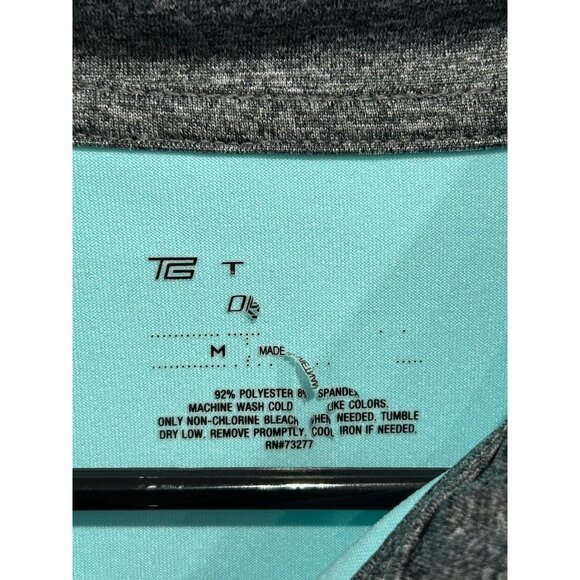 TG T
M MADE
92% POLYESTER SPANDEX
MACHINE WASH COLD LIKE COLORS.
ONLY NON-CHLORINE BLEACH WHEN NEEDED. TUMBLE
DRY LOW. REMOVE PROMPTLY. COOL IRON IF NEEDED.
RN#73277